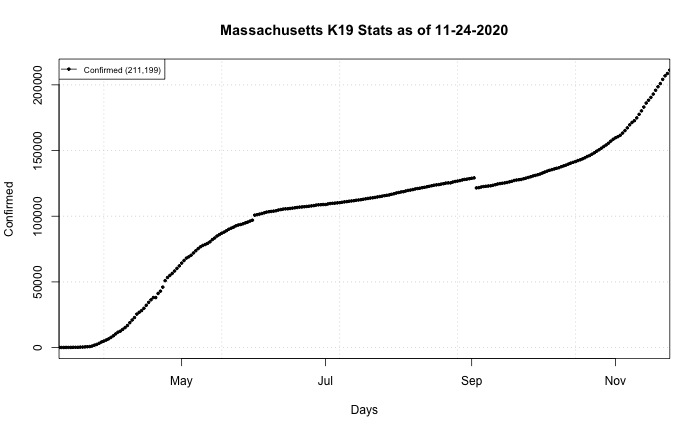 Massachusetts K19 Stats as of 11-24-2020
Confirmed (211,199)
200000
150000
100000
50000
0
Confirmed
May Jul Sep Nov
Days